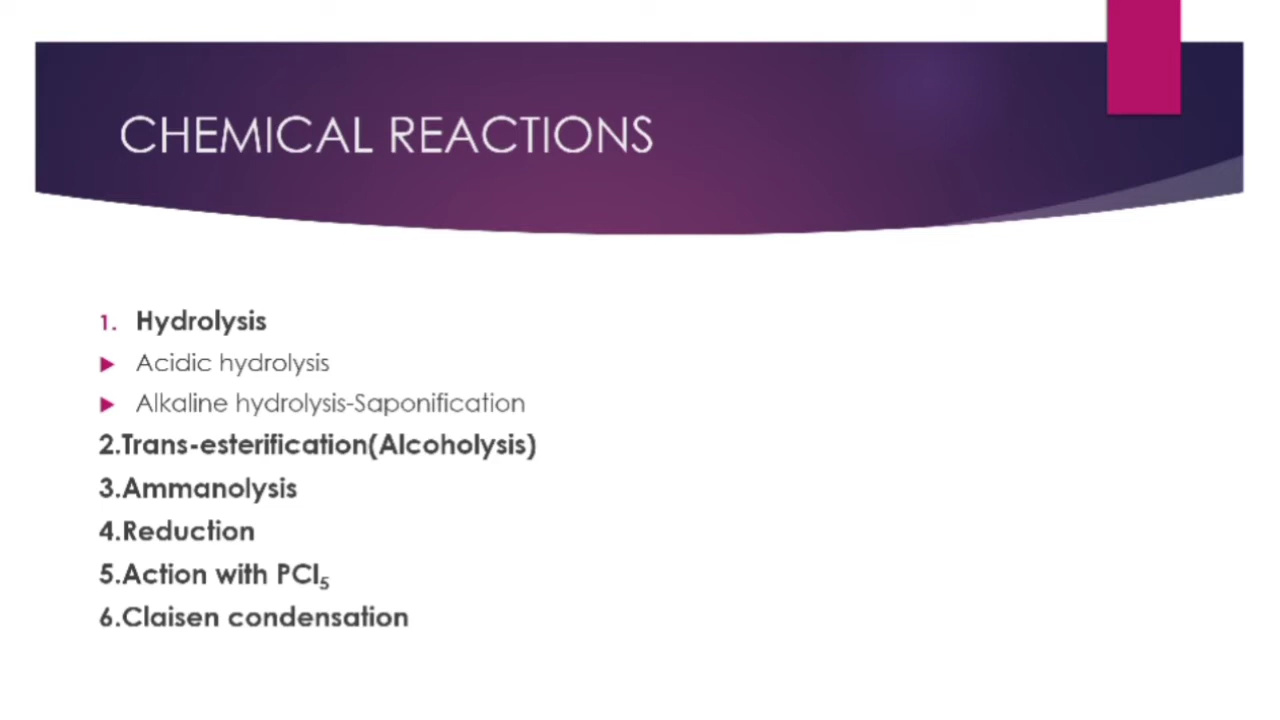 CHEMICAL REACTIONS
1. Hydrolysis
▶ Acidic hydrolysis
▶ Alkaline hydrolysis-Saponification
2.Trans-esterification(Alcoholysis)
3.Ammanolysis
4.Reduction
5.Action with PCl₅
6.Claisen condensation